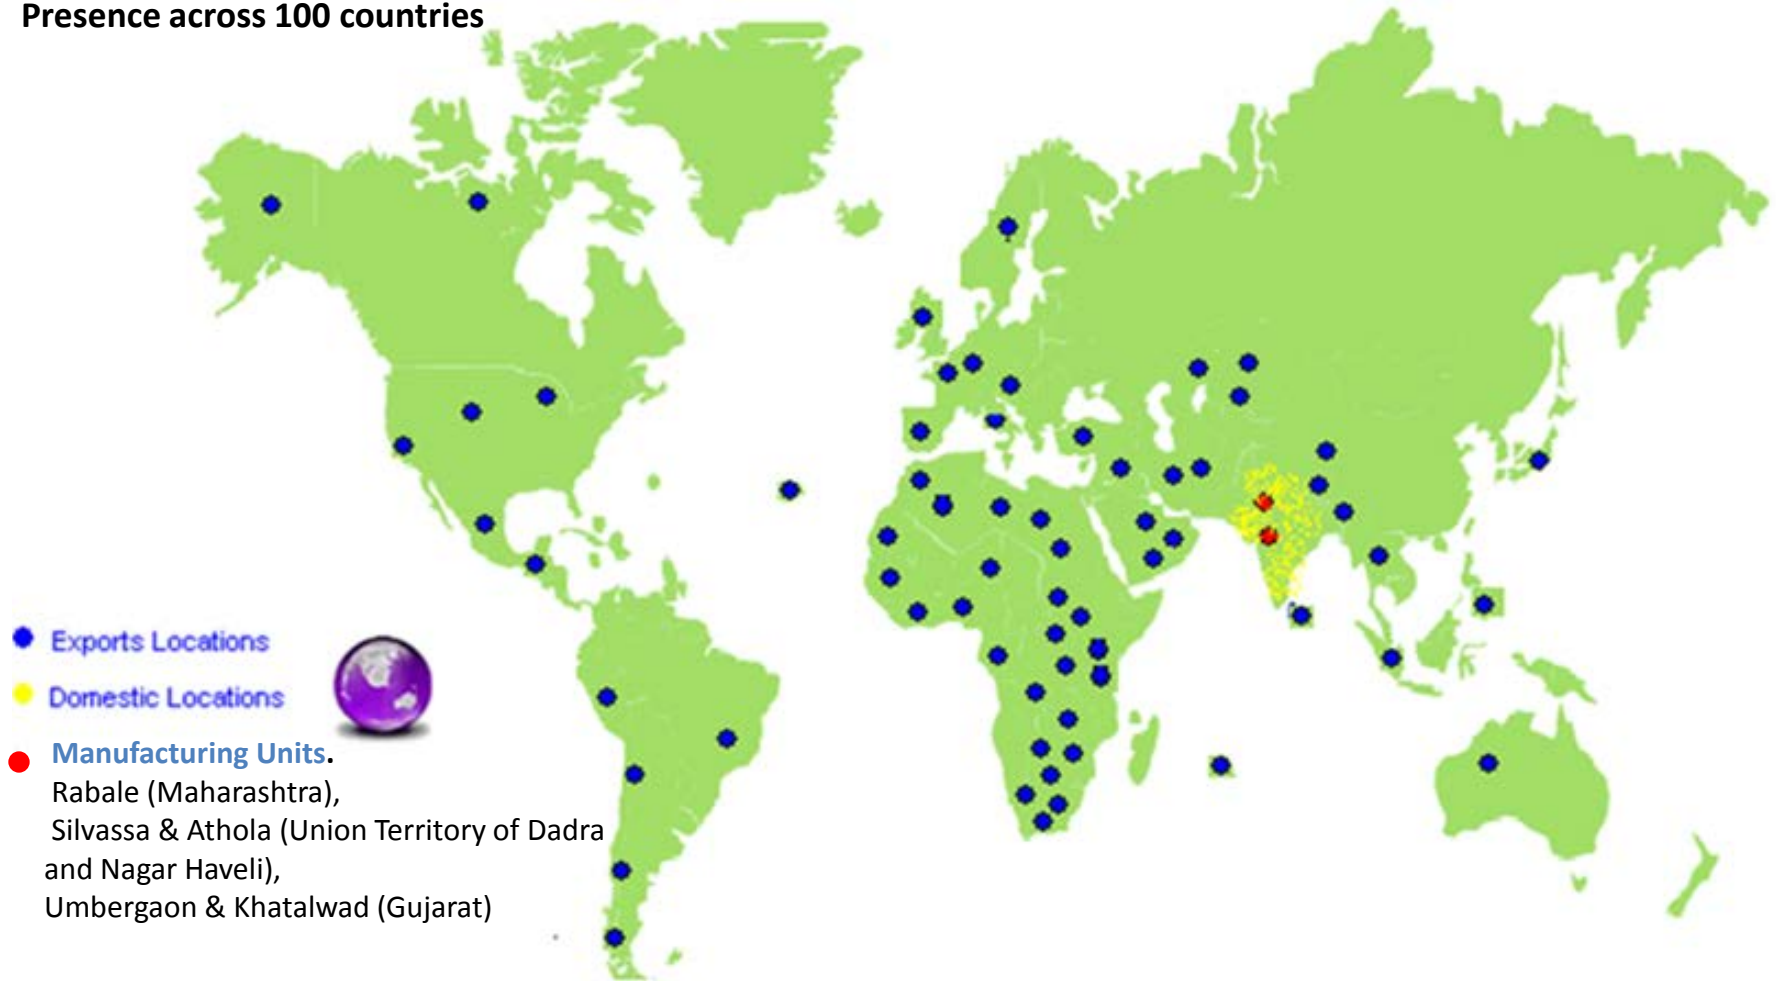 Presence across 100 countries
Exports Locations
Domestic Locations
Manufacturing Units.
Rabale (Maharashtra),
Silvassa & Athola (Union Territory of Dadra
and Nagar Haveli),
Umbergaon & Khatalwad (Gujarat)